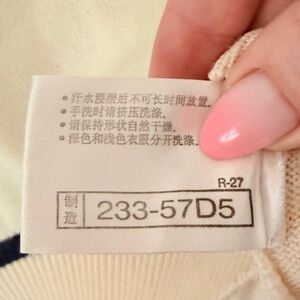 • 汗水浸湿后不可长时间放置.
• 手洗时请挤压洗涤.
• 请保持形状自然干燥.
• 深色和浅色衣服分开洗涤.
R-27
制造 233-57D5